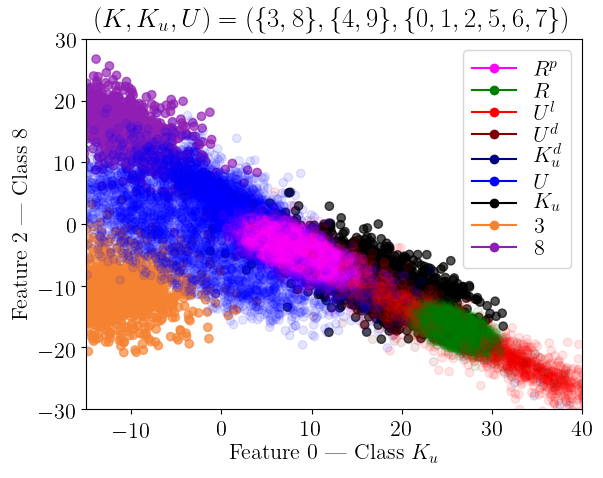 (K, K_u, U) = ({3, 8}, {4, 9}, {0, 1, 2, 5, 6, 7})
30
20
10
0
−10
−20
−30
Feature 2 — Class 8
R^p
R
U^l
U^d
K_u^d
U
K_u
3
8
−10
0
10
20
30
40
Feature 0 — Class K_u